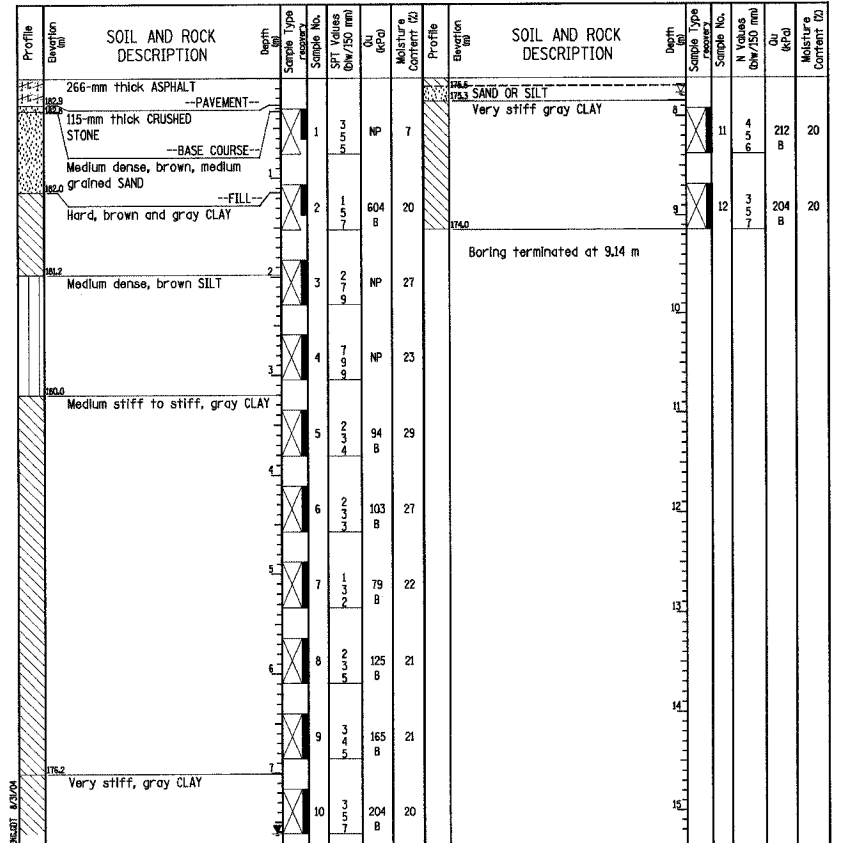 Profile
Elevation (m)
SOIL AND ROCK DESCRIPTION
Depth (m)
Sample Type
recovery
Sample No.
SPT Values (blw/150 mm)
Qu (kPa)
Moisture Content (%)
266-mm thick ASPHALT
182.9
--PAVEMENT--
182.8
115-mm thick CRUSHED
STONE
--BASE COURSE--
1 3 5 5 NP 7
Medium dense, brown, medium
grained SAND
1
182.0
--FILL--
Hard, brown and gray CLAY
2 1 5 7 604 B 20
181.2
2
Medium dense, brown SILT
3 2 7 9 NP 27
4 7 9 9 NP 23
3
180.0
Medium stiff to stiff, gray CLAY
5 2 3 4 94 B 29
4
6 2 3 3 103 B 27
5
7 1 3 2 79 B 22
8 2 3 5 125 B 21
6
9 3 4 5 165 B 21
176.2
7
Very stiff, gray CLAY
10 3 5 7 204 B 20
8/31/04
Profile
Elevation (m)
SOIL AND ROCK DESCRIPTION
Depth (m)
Sample Type
recovery
Sample No.
N Values (blw/150 mm)
Qu (kPa)
Moisture Content (%)
175.5
175.3 SAND OR SILT
Very stiff gray CLAY
8
11 4 5 6 212 B 20
9
12 3 5 7 204 B 20
174.0
Boring terminated at 9.14 m
10
11
12
13
14
15